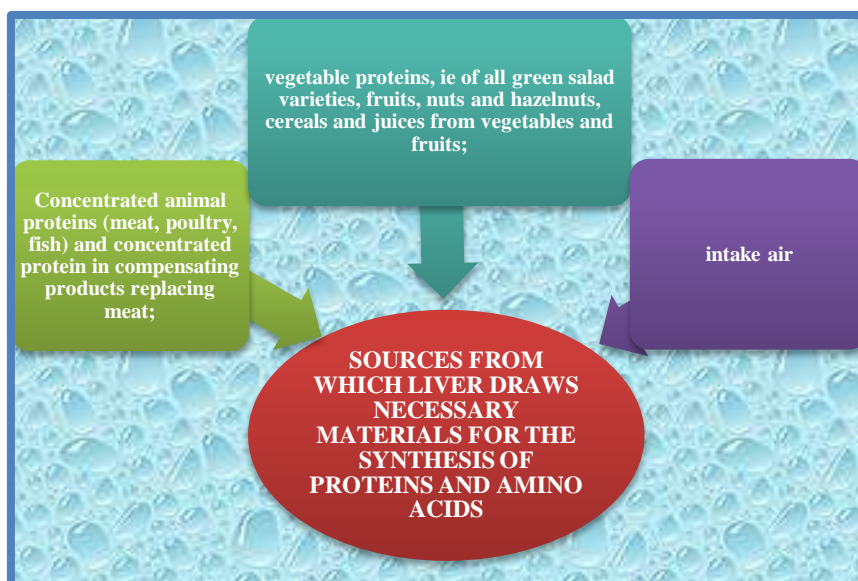 vegetable proteins, ie of all green salad
varieties, fruits, nuts and hazelnuts,
cereals and juices from vegetables and
fruits;
Concentrated animal
proteins (meat, poultry,
fish) and concentrated
protein in compensating
products replacing
meat;
intake air
SOURCES FROM
WHICH LIVER DRAWS
NECESSARY
MATERIALS FOR THE
SYNTHESIS OF
PROTEINS AND AMINO
ACIDS